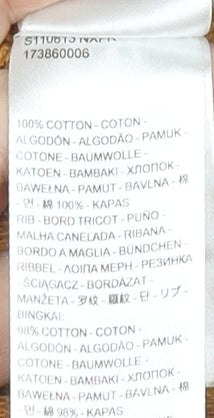 S110613 NXFK
173860006
100% COTTON - COTON -
ALGODÓN - ALGODÃO - PAMUK -
COTONE - BAUMWOLLE -
KATOEN - BAMBAKI - ХЛОПОК -
BAWEŁNA - PAMUT - BAVLNA - 棉
- 면 - 綿 100% - KAPAS
RIB - BORD TRICOT - PUÑO -
MALHA CANELADA - RIBANA -
BORDO A MAGLIA - BÜNDCHEN -
RIBBEL - ΛΟΙΠΑ ΜΕΡΗ - РЕЗИНКА
- ŚCIĄGACZ - BORDÁZAT -
MANŽETA - 罗纹 - 羅紋 - 단 - リブ -
BINGKAI:
98% COTTON - COTON -
ALGODÓN - ALGODÃO - PAMUK -
COTONE - BAUMWOLLE -
KATOEN - BAMBAKI - ХЛОПОК -
BAWEŁNA - PAMUT - BAVLNA - 棉
- 면 - 綿 98% - KAPAS